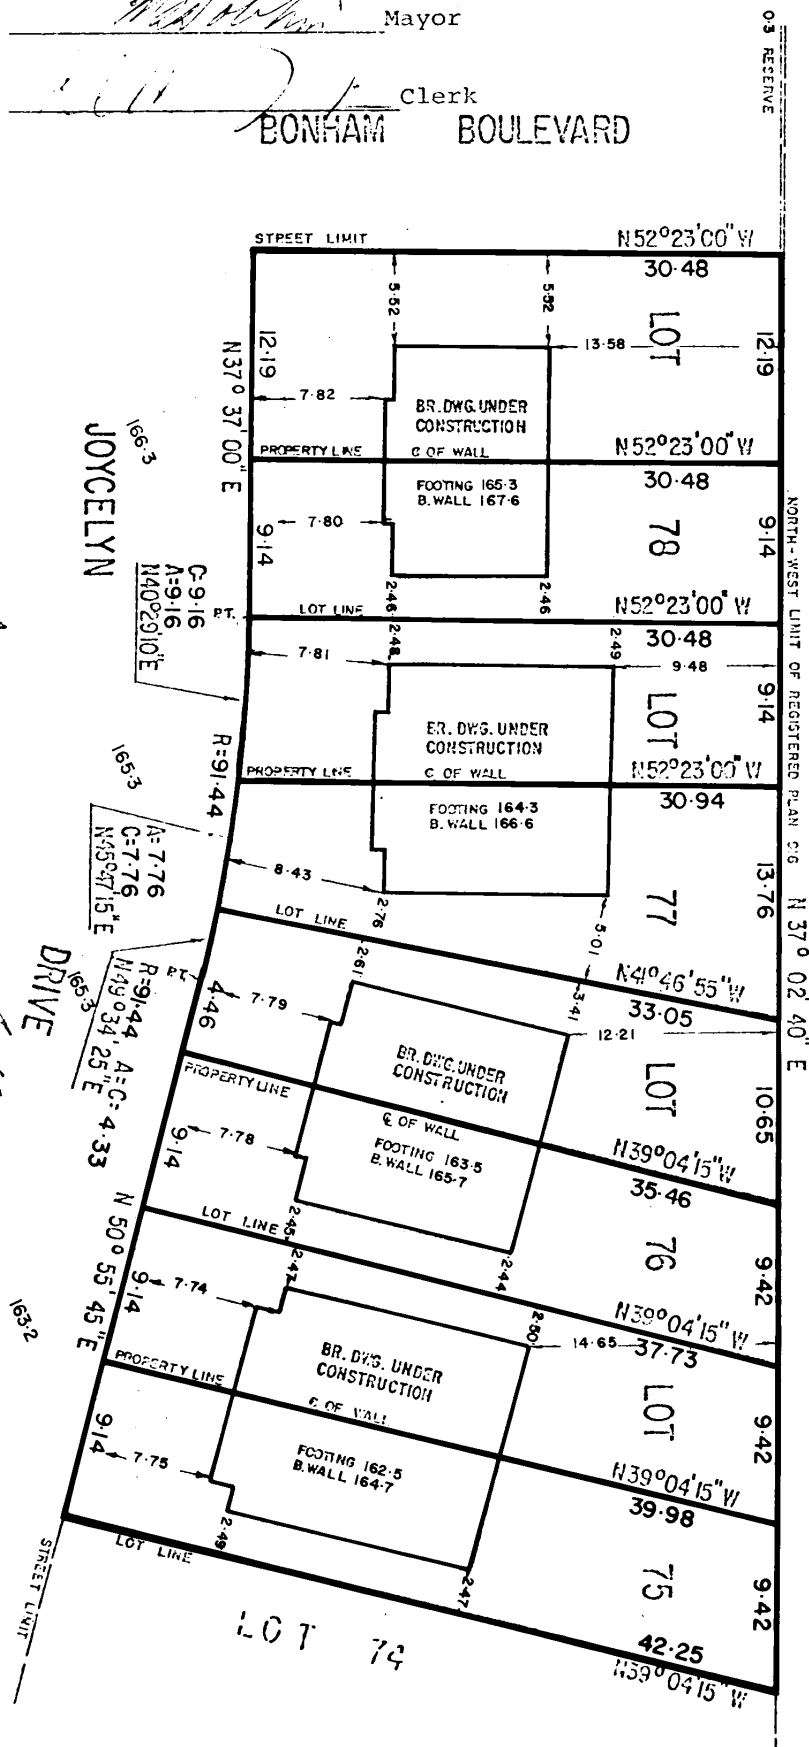 Mayor
Clerk
0·3 RESERVE
BONHAM BOULEVARD
STREET LIMIT
N52°23'00"W
30·48
5·52
5·52
LOT
13·58
12·19
12·19
7·82
N37° 37' 00" E
BR. DWG. UNDER
CONSTRUCTION
PROPERTY LINE
℄ OF WALL
N52°23'00"W
30·48
166·3
JOYCELYN
FOOTING 165·3
B. WALL 167·6
78
9·14
9·14
7·80
NORTH-WEST LIMIT OF REGISTERED PLAN
N 37° 02' 40" E
C=9·16
A=9·16
N40°29'10"E
P.T.
LOT LINE
2·46
2·46
N52°23'00"W
30·48
2·48
2·49
7·81
9·48
LOT
9·14
BR. DWG. UNDER
CONSTRUCTION
R=91·44
PROPERTY LINE
℄ OF WALL
N52°23'00"W
30·94
165·3
FOOTING 164·3
B. WALL 166·6
A=7·76
C=7·76
N45°47'15"E
8·43
77
13·76
2·76
5·01
LOT LINE
N41°46'55"W
33·05
DRIVE
165·3
P.T.
R=91·44 A=C=4·33
N49°34'25"E
4·46
2·61
3·41
7·79
12·21
BR. DWG. UNDER
CONSTRUCTION
LOT
10·65
PROPERTY LINE
℄ OF WALL
N39°04'15"W
35·46
FOOTING 163·5
B. WALL 165·7
7·78
9·14
76
9·42
LOT LINE
2·45
2·44
N39°04'15"W
37·73
N 50° 55' 45" E
163·2
2·47
2·50
14·65
9·14
7·74
BR. DWG. UNDER
CONSTRUCTION
LOT
9·42
PROPERTY LINE
℄ OF WALL
N39°04'15"W
39·98
FOOTING 162·5
B. WALL 164·7
9·14
7·75
75
9·42
2·49
2·47
LOT LINE
42·25
N39°04'15"W
STREET LIMIT
LOT 74